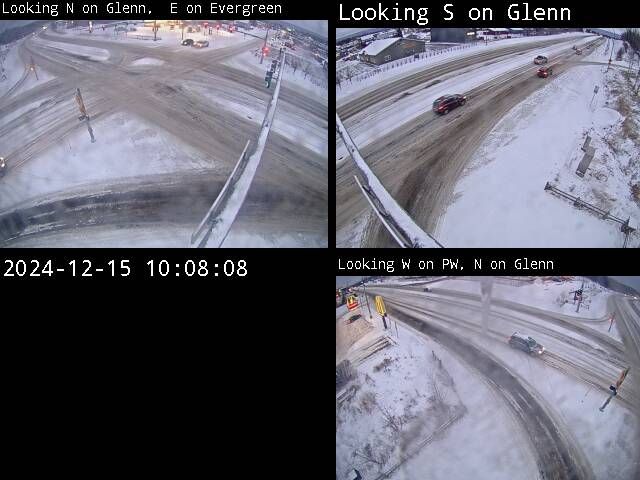 Looking N on Glenn,  E on Evergreen
Looking S on Glenn
2024-12-15 10:08:08
Looking W on PW, N on Glenn